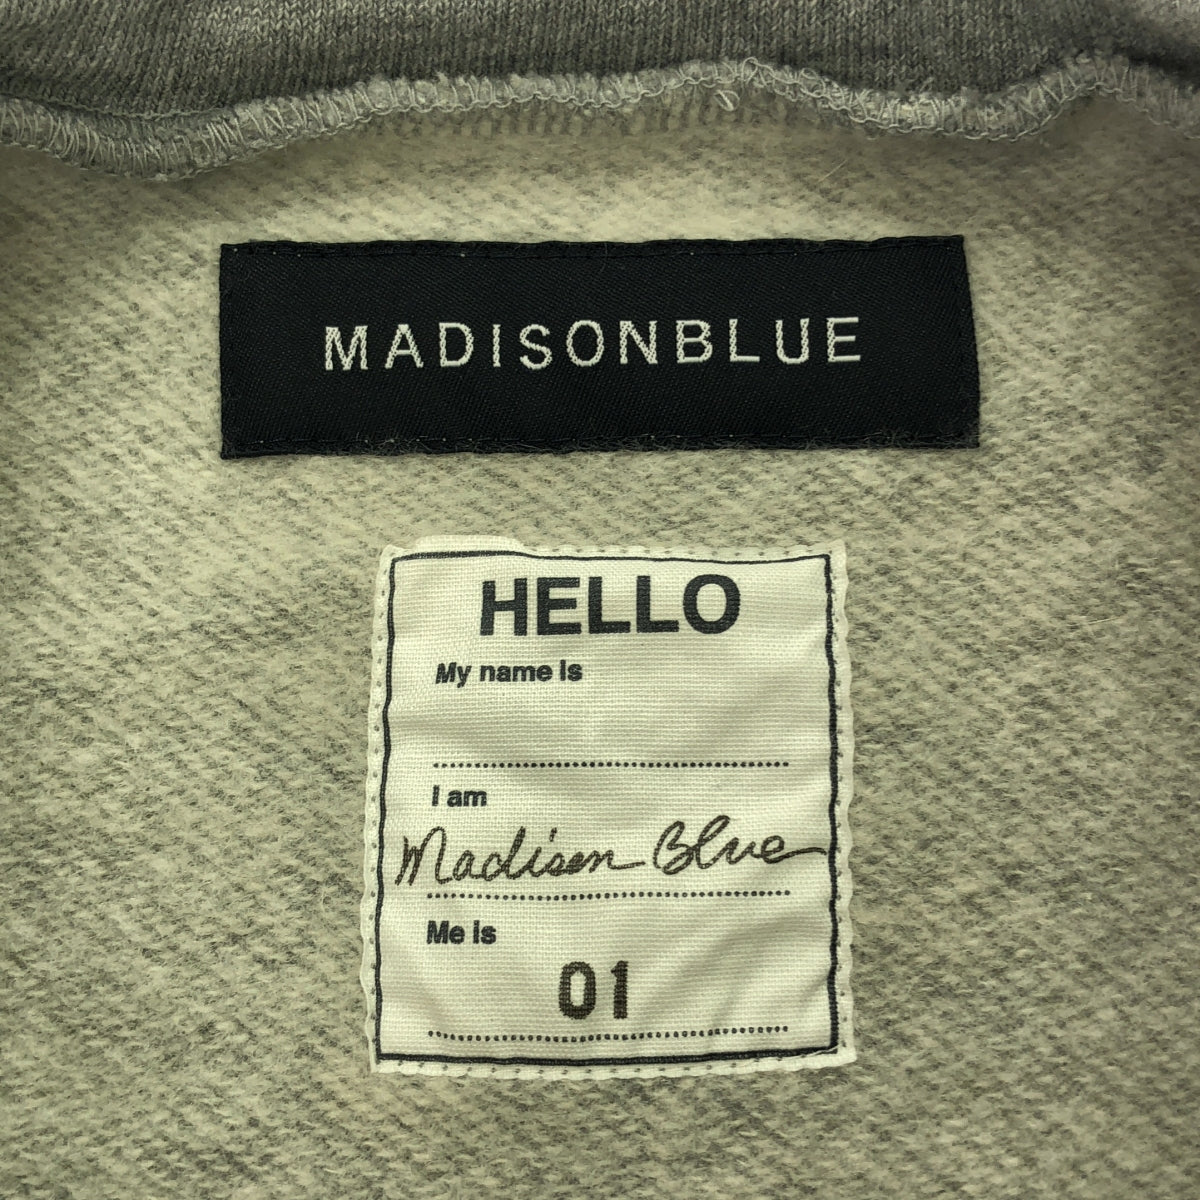 MADISONBLUE
HELLO
My name Is
I am
Madison Blue
Me Is
01